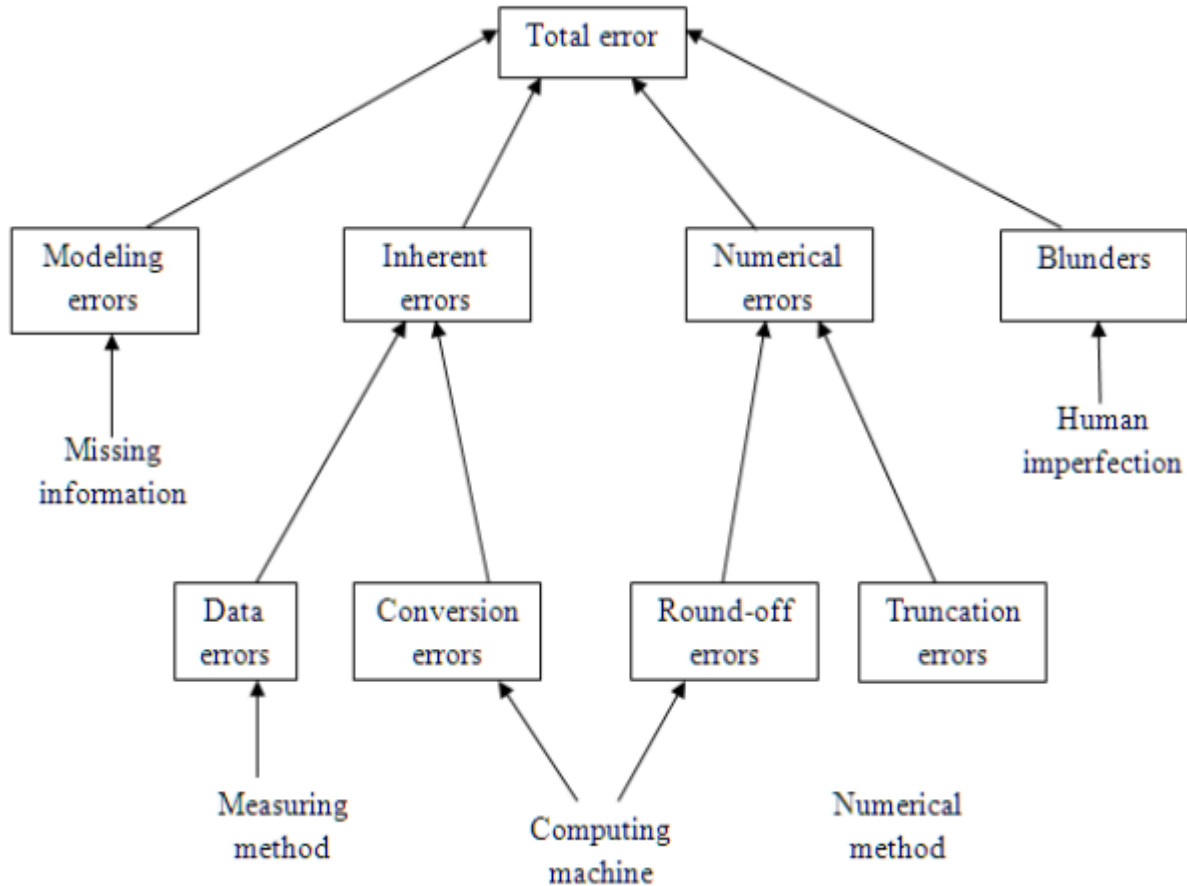 Total error
Modeling
errors
Inherent
errors
Numerical
errors
Blunders
Missing
information
Human
imperfection
Data
errors
Conversion
errors
Round-off
errors
Truncation
errors
Measuring
method
Computing
machine
Numerical
method